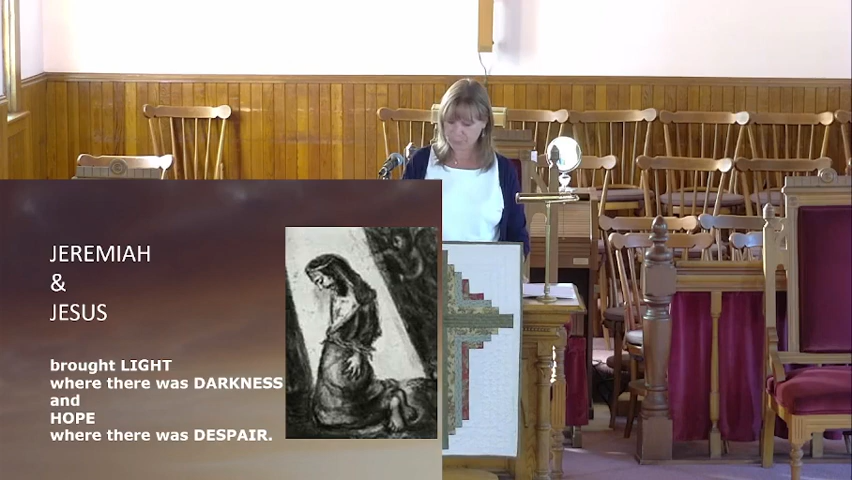 JEREMIAH
&
JESUS
brought LIGHT
where there was DARKNESS
and
HOPE
where there was DESPAIR.